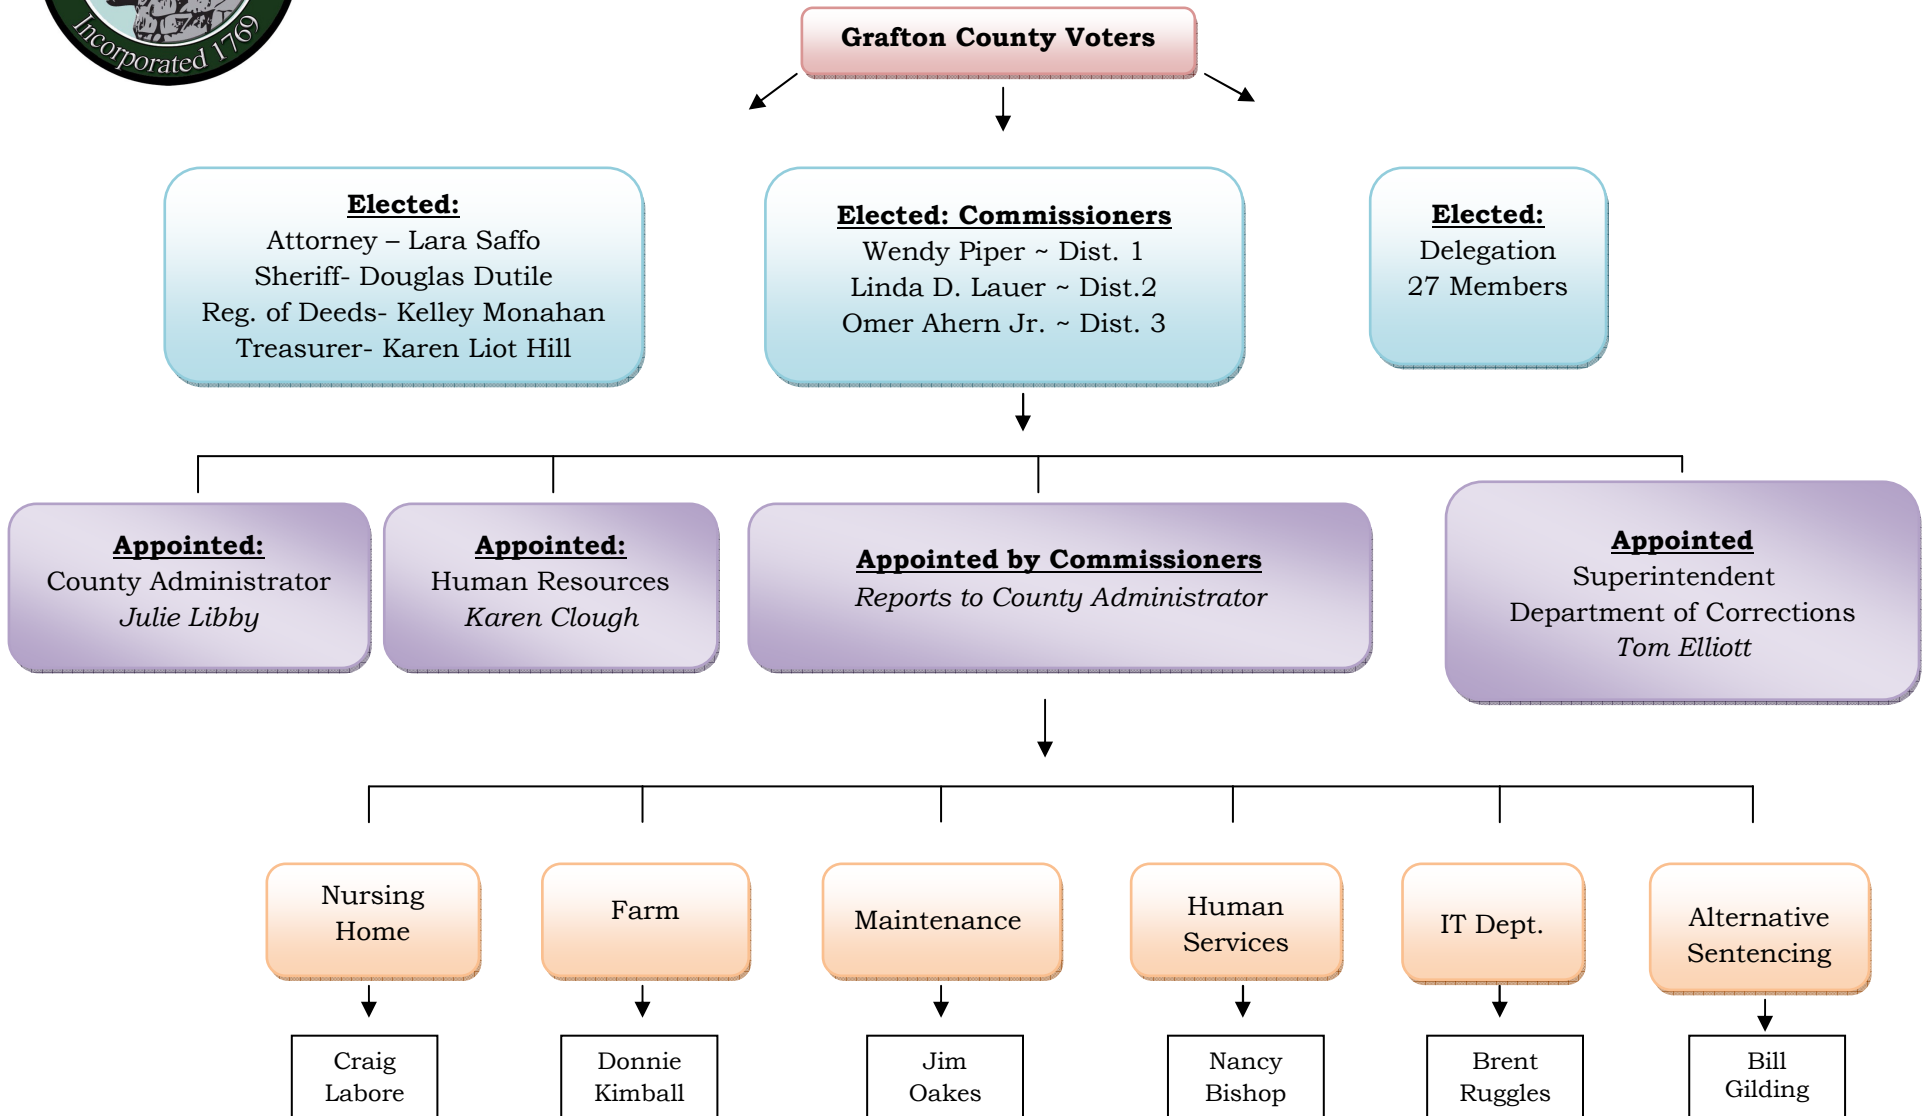 Incorporated 1769
Grafton County Voters
Elected:
Attorney – Lara Saffo
Sheriff- Douglas Dutile
Reg. of Deeds- Kelley Monahan
Treasurer- Karen Liot Hill
Elected: Commissioners
Wendy Piper ~ Dist. 1
Linda D. Lauer ~ Dist.2
Omer Ahern Jr. ~ Dist. 3
Elected:
Delegation
27 Members
Appointed:
County Administrator
Julie Libby
Appointed:
Human Resources
Karen Clough
Appointed by Commissioners
Reports to County Administrator
Appointed
Superintendent
Department of Corrections
Tom Elliott
Nursing
Home
Farm
Maintenance
Human
Services
IT Dept.
Alternative
Sentencing
Craig
Labore
Donnie
Kimball
Jim
Oakes
Nancy
Bishop
Brent
Ruggles
Bill
Gilding